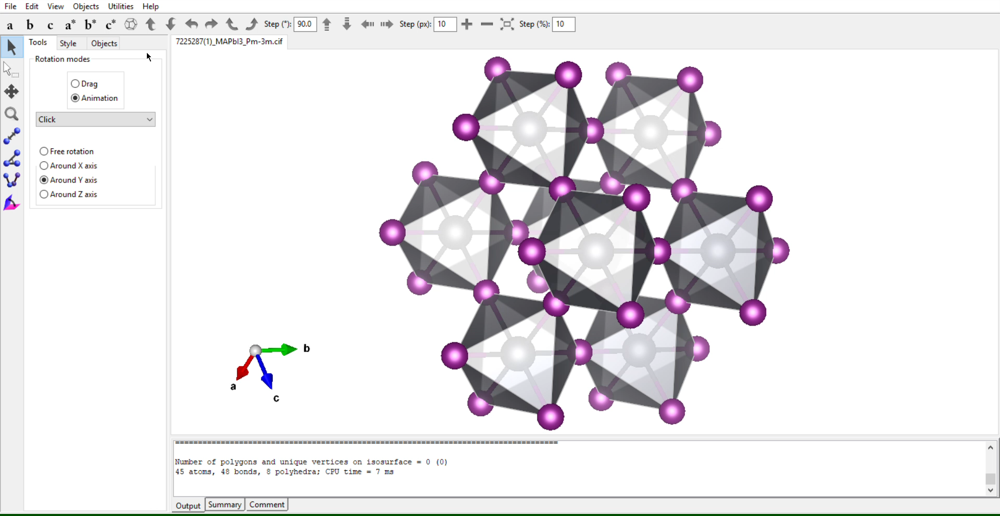 File Edit View Objects Utilities Help
a b c a* b* c* Step (°): 90.0 Step (px): 10 Step (%): 10
Tools Style Objects
7225287(1)_MAPbI3_Pm-3m.cif
Rotation modes
Drag
Animation
Click
Free rotation
Around X axis
Around Y axis
Around Z axis
b
a
c
================================================================================
Number of polygons and unique vertices on isosurface = 0 (0)
45 atoms, 48 bonds, 8 polyhedra; CPU time = 7 ms
Output Summary Comment